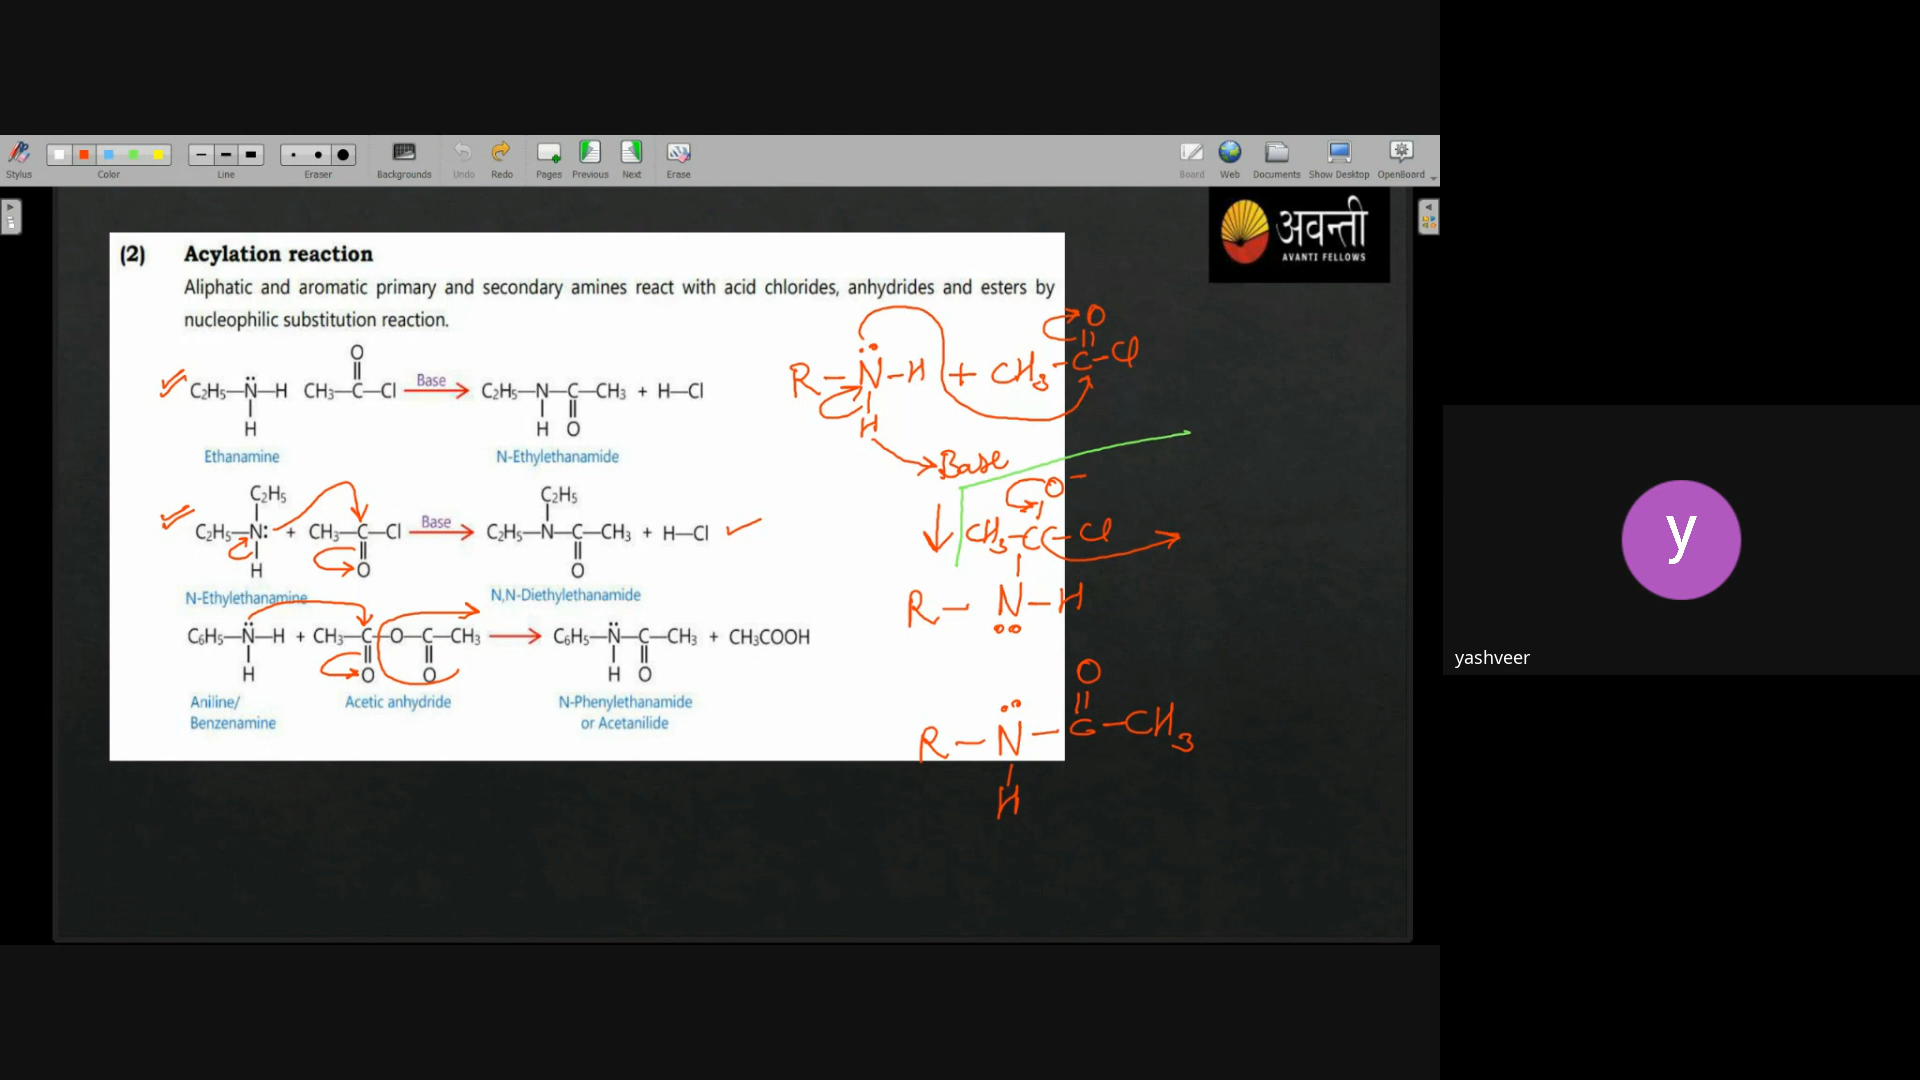 Stylus
Color
Line
Eraser
Backgrounds
Undo
Redo
Pages
Previous
Next
Erase
Board
Web
Documents
Show Desktop
OpenBoard
अवन्ती
AVANTI FELLOWS
(2) Acylation reaction
Aliphatic and aromatic primary and secondary amines react with acid chlorides, anhydrides and esters by
nucleophilic substitution reaction.
O
C₂H₅—N̈—H CH₃—C—Cl Base → C₂H₅—N—C—CH₃ + H—Cl
H H O
Ethanamine N-Ethylethanamide
C₂H₅ C₂H₅
C₂H₅—N: + CH₃—C—Cl Base → C₂H₅—N—C—CH₃ + H—Cl
H O O
N-Ethylethanamine N,N-Diethylethanamide
C₆H₅—N̈—H + CH₃—C—O—C—CH₃ → C₆H₅—N̈—C—CH₃ + CH₃COOH
H O O H O
Aniline/ Acetic anhydride N-Phenylethanamide
Benzenamine or Acetanilide
O
R—N̈—H + CH₃—C—Cl
H
Base
O⁻
CH₃—C—Cl
R—N—H
O
R—N̈—C—CH₃
H
y
yashveer